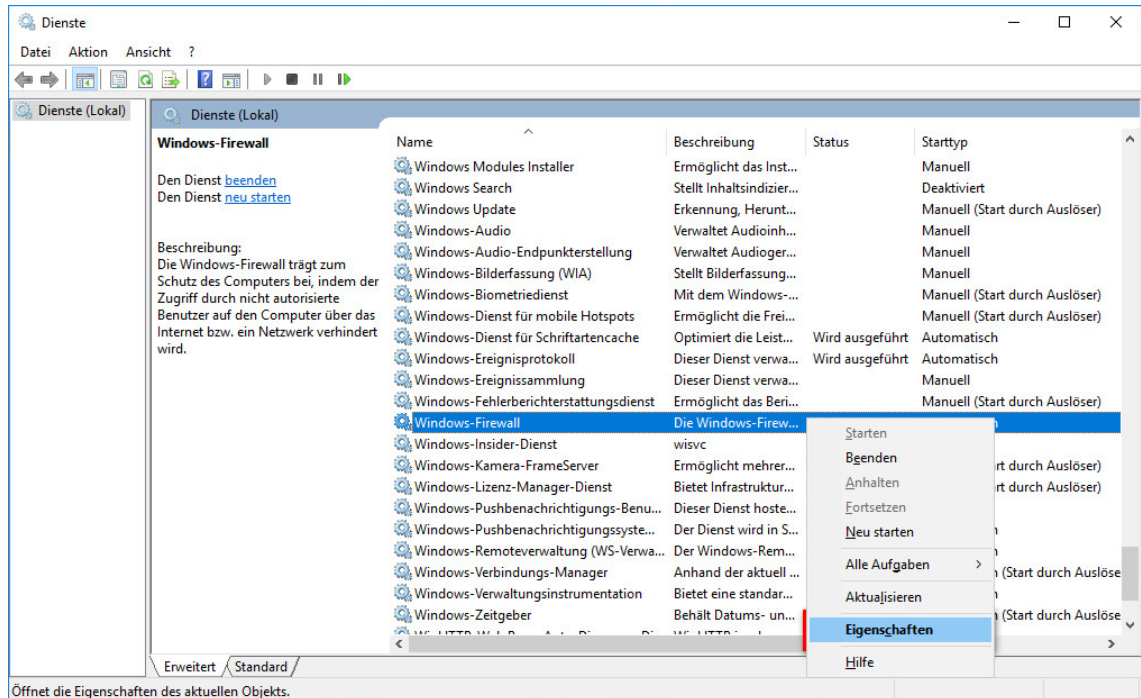 Dienste
Datei Aktion Ansicht ?
Dienste (Lokal)
Dienste (Lokal)
Windows-Firewall
Den Dienst beenden
Den Dienst neu starten
Beschreibung:
Die Windows-Firewall trägt zum
Schutz des Computers bei, indem der
Zugriff durch nicht autorisierte
Benutzer auf den Computer über das
Internet bzw. ein Netzwerk verhindert
wird.
Name Beschreibung Status Starttyp
Windows Modules Installer Ermöglicht das Inst... Manuell
Windows Search Stellt Inhaltsindizier... Deaktiviert
Windows Update Erkennung, Herunt... Manuell (Start durch Auslöser)
Windows-Audio Verwaltet Audioinh... Manuell
Windows-Audio-Endpunkterstellung Verwaltet Audioger... Manuell
Windows-Bilderfassung (WIA) Stellt Bilderfassung... Manuell
Windows-Biometriedienst Mit dem Windows-... Manuell (Start durch Auslöser)
Windows-Dienst für mobile Hotspots Ermöglicht die Frei... Manuell (Start durch Auslöser)
Windows-Dienst für Schriftartencache Optimiert die Leist... Wird ausgeführt Automatisch
Windows-Ereignisprotokoll Dieser Dienst verwa... Wird ausgeführt Automatisch
Windows-Ereignissammlung Dieser Dienst verwa... Manuell
Windows-Fehlerberichterstattungsdienst Ermöglicht das Beri... Manuell (Start durch Auslöser)
Windows-Firewall Die Windows-Firew... n
Windows-Insider-Dienst wisvc
Windows-Kamera-FrameServer Ermöglicht mehrer... rt durch Auslöser)
Windows-Lizenz-Manager-Dienst Bietet Infrastruktur... rt durch Auslöser)
Windows-Pushbenachrichtigungs-Benu... Dieser Dienst hoste...
Windows-Pushbenachrichtigungssyste... Der Dienst wird in S... n
Windows-Remoteverwaltung (WS-Verwa... Der Windows-Rem... n
Windows-Verbindungs-Manager Anhand der aktuell ... n (Start durch Auslöse
Windows-Verwaltungsinstrumentation Bietet eine standar... n
Windows-Zeitgeber Behält Datums- un... n (Start durch Auslöse
Starten
Beenden
Anhalten
Fortsetzen
Neu starten
Alle Aufgaben
Aktualisieren
Eigenschaften
Hilfe
Erweitert Standard
Öffnet die Eigenschaften des aktuellen Objekts.